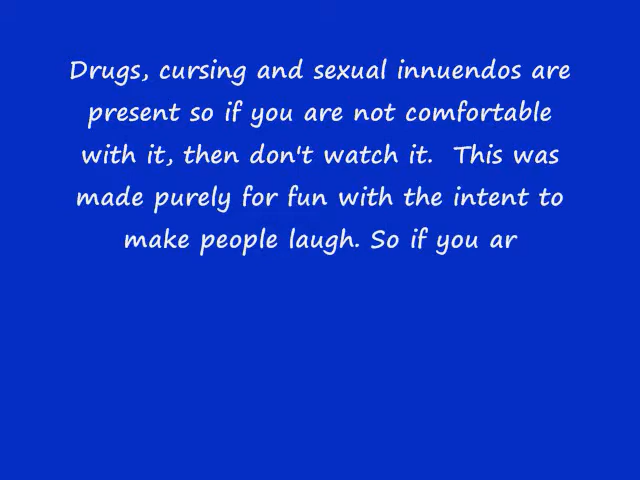 Drugs, cursing and sexual innuendos are
present so if you are not comfortable
with it, then don't watch it.  This was
made purely for fun with the intent to
make people laugh. So if you ar